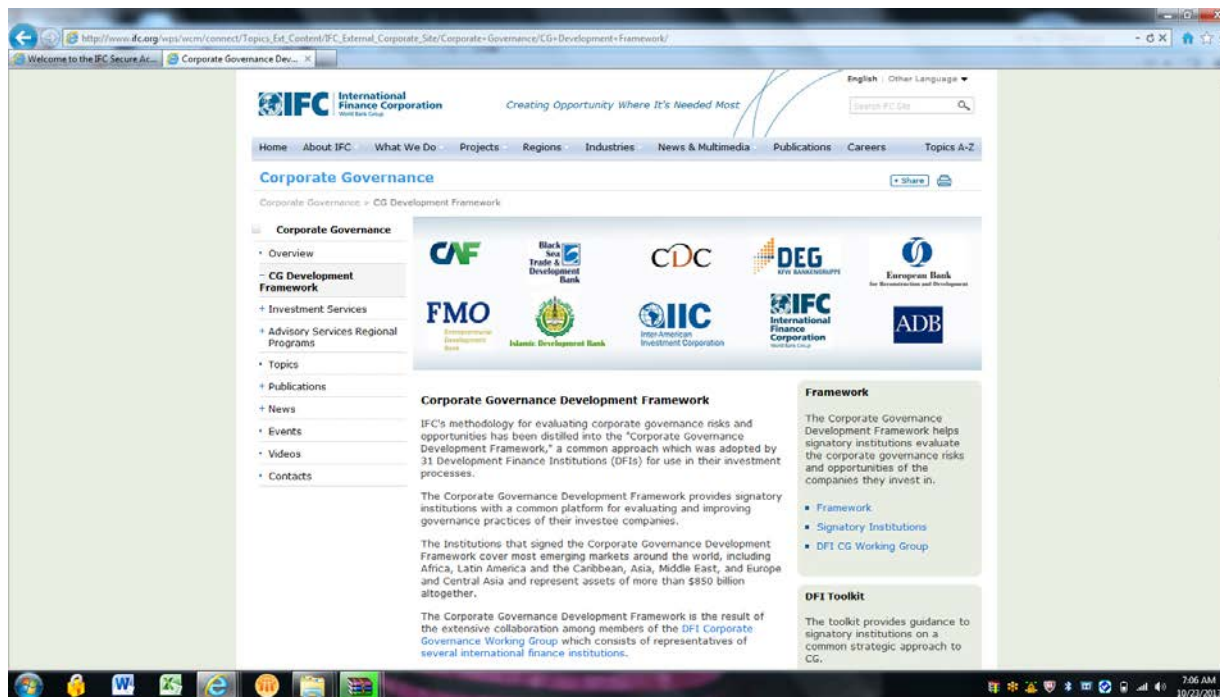 http://www.ifc.org/wps/wcm/connect/Topics_Ext_Content/IFC_External_Corporate_Site/Corporate+Governance/CG+Development+Framework/
Welcome to the IFC Secure Ac...
Corporate Governance Dev...
English | Other Language
IFC International Finance Corporation
World Bank Group
Creating Opportunity Where It's Needed Most
Search IFC Site
Home About IFC What We Do Projects Regions Industries News & Multimedia Publications Careers Topics A-Z
Corporate Governance
+ Share
Corporate Governance > CG Development Framework
Corporate Governance
Overview
CG Development
Framework
+ Investment Services
+ Advisory Services Regional
Programs
Topics
+ Publications
+ News
Events
Videos
Contacts
CAF
Black
Sea
Trade &
Development
Bank
CDC
DEG
KFW BANKENGRUPPE
European Bank
for Reconstruction and Development
FMO
Entrepreneurial
Development
Bank
Islamic Development Bank
IIC
Inter-American
Investment Corporation
IFC
International
Finance
Corporation
World Bank Group
ADB
Corporate Governance Development Framework
IFC's methodology for evaluating corporate governance risks and
opportunities has been distilled into the "Corporate Governance
Development Framework," a common approach which was adopted by
31 Development Finance Institutions (DFIs) for use in their investment
processes.
The Corporate Governance Development Framework provides signatory
institutions with a common platform for evaluating and improving
governance practices of their investee companies.
The Institutions that signed the Corporate Governance Development
Framework cover most emerging markets around the world, including
Africa, Latin America and the Caribbean, Asia, Middle East, and Europe
and Central Asia and represent assets of more than $850 billion
altogether.
The Corporate Governance Development Framework is the result of
the extensive collaboration among members of the DFI Corporate
Governance Working Group which consists of representatives of
several international finance institutions.
Framework
The Corporate Governance
Development Framework helps
signatory institutions evaluate
the corporate governance risks
and opportunities of the
companies they invest in.
Framework
Signatory Institutions
DFI CG Working Group
DFI Toolkit
The toolkit provides guidance to
signatory institutions on a
common strategic approach to
CG.
7:06 AM